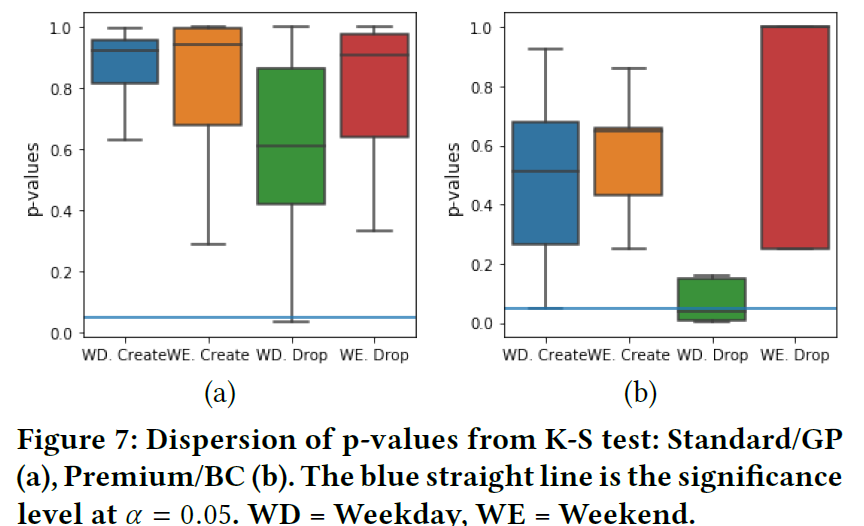 1.0
0.8
0.6
0.4
0.2
0.0
p-values
WD. Create WE. Create WD. Drop WE. Drop
(a)
1.0
0.8
0.6
0.4
0.2
0.0
p-values
WD. Create WE. Create WD. Drop WE. Drop
(b)
Figure 7: Dispersion of p-values from K-S test: Standard/GP
(a), Premium/BC (b). The blue straight line is the significance
level at α = 0.05. WD = Weekday, WE = Weekend.